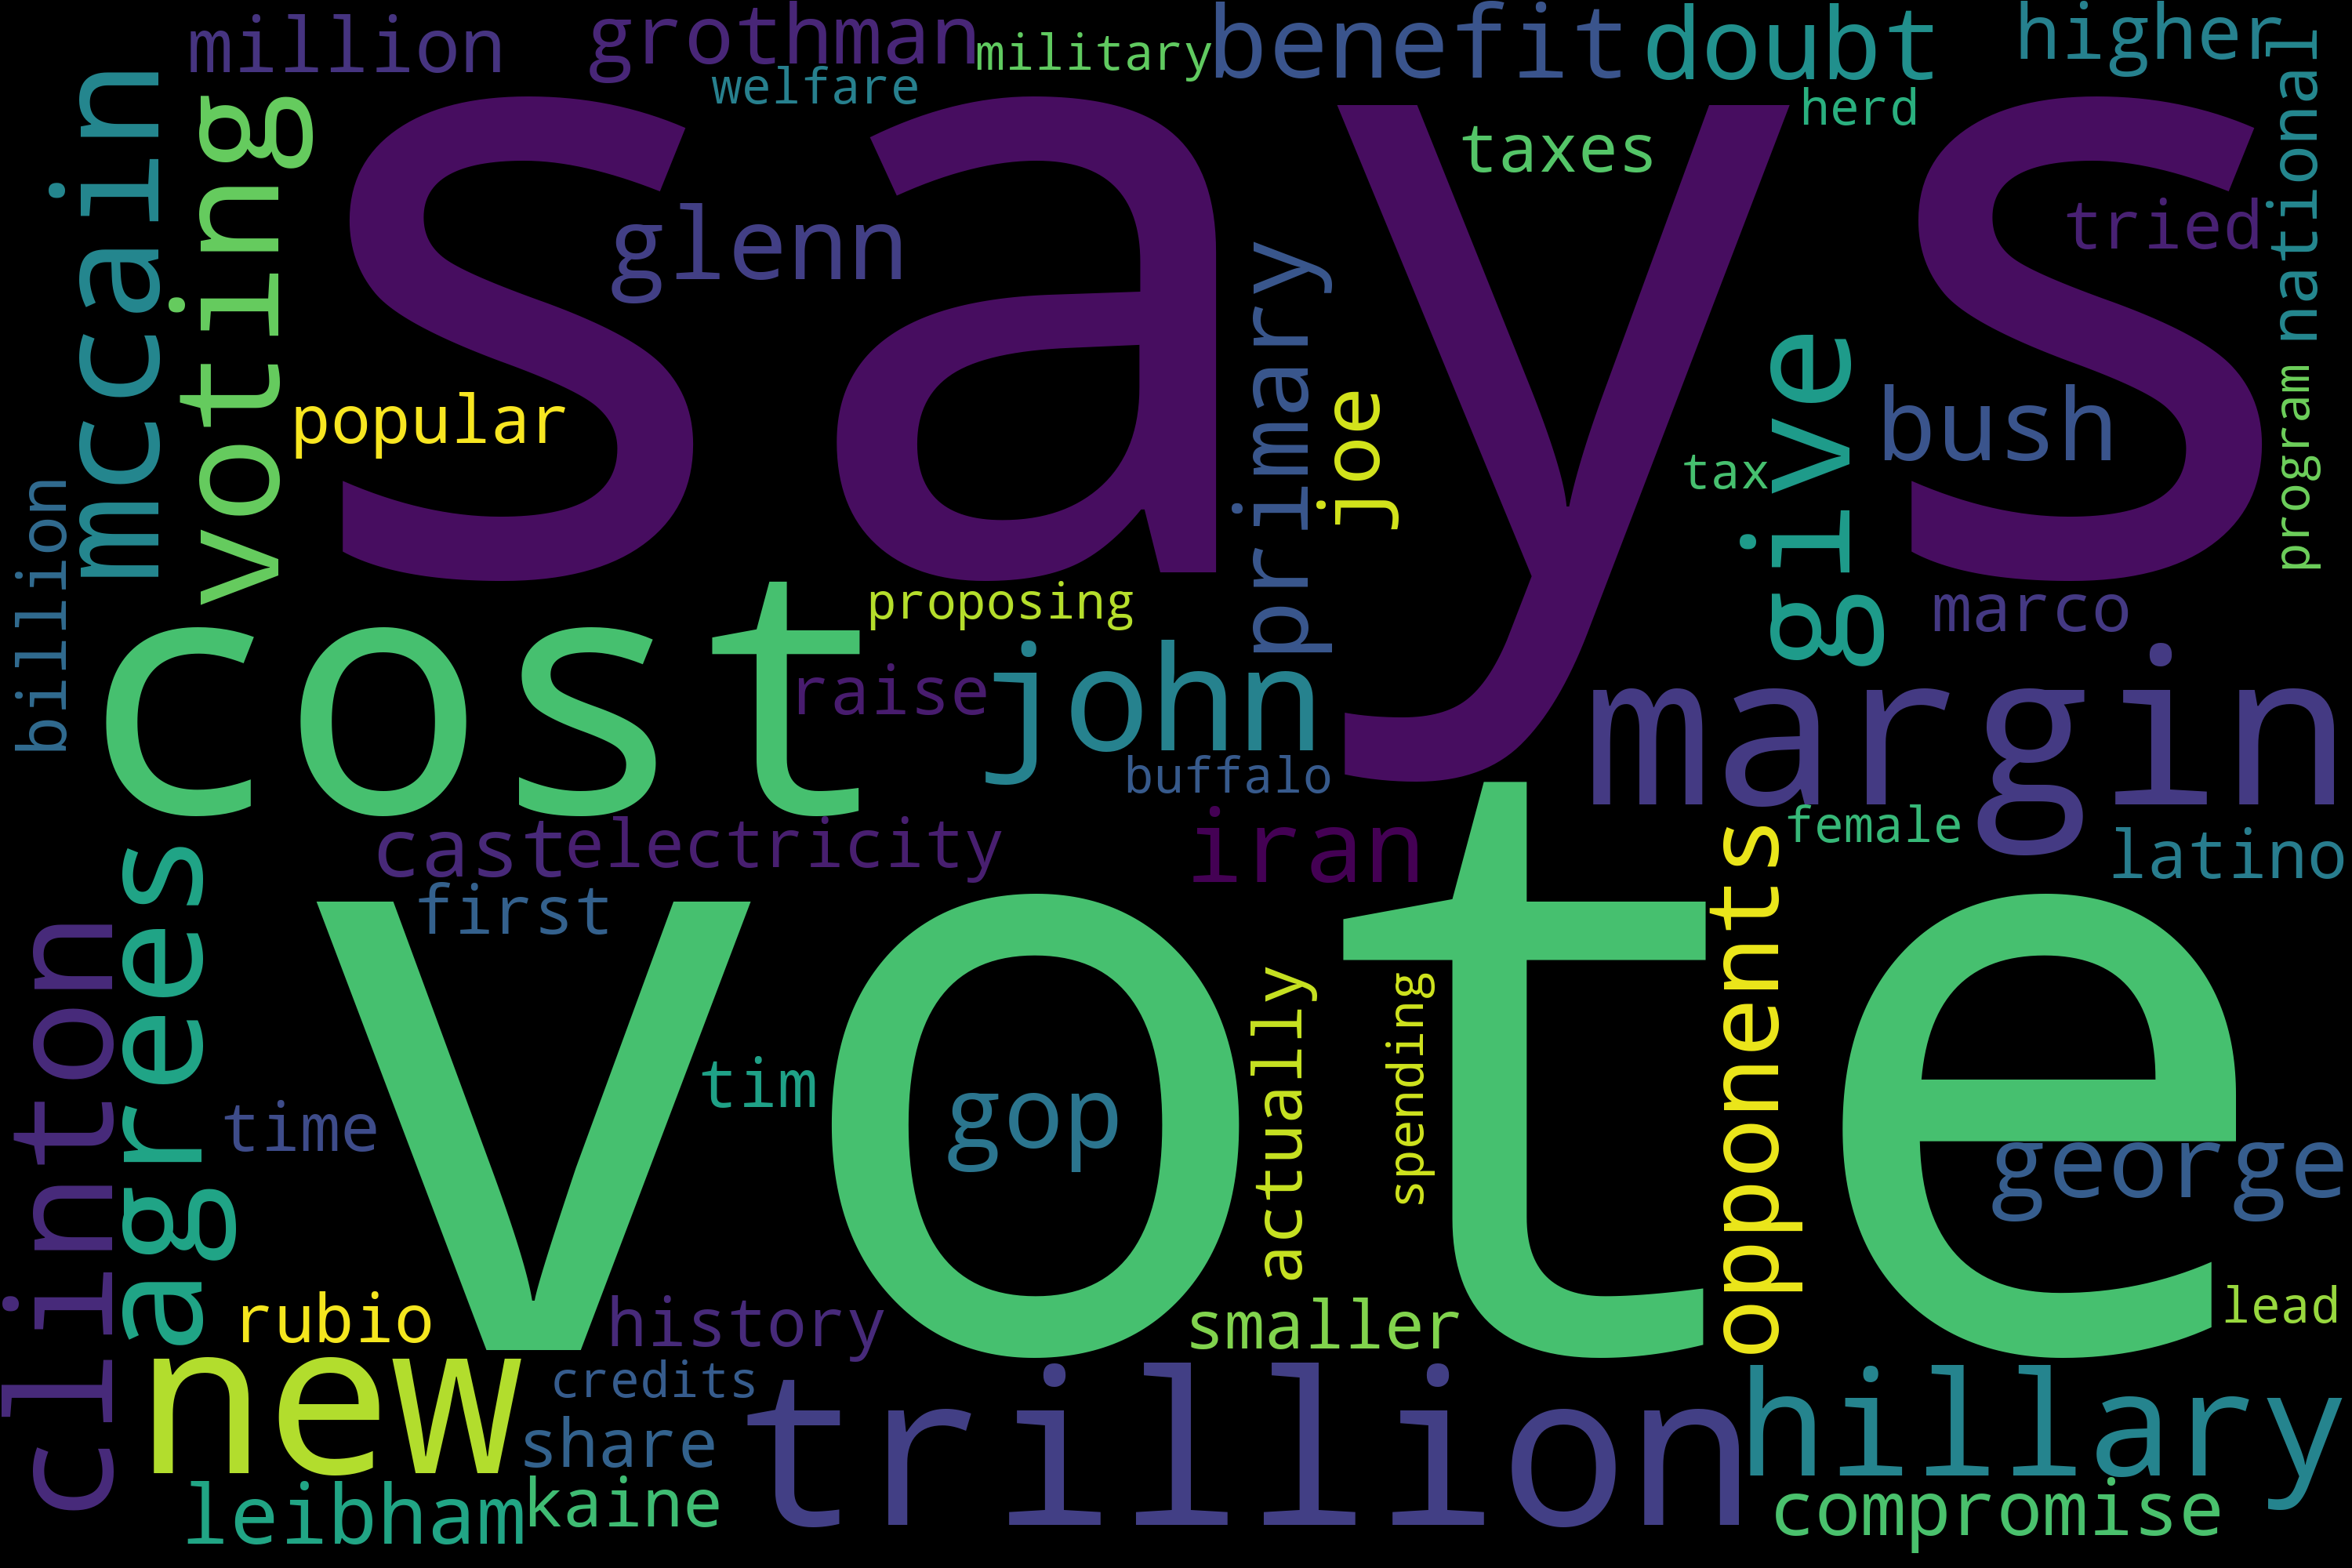 million
grothman
military
benefit
doubt
higher
welfare
herd
mccain
voting
says
taxes
national
glenn
tried
primary
popular
joe
give
bush
tax
program
billion
cost
proposing
marco
raise
john
margin
buffalo
cast
electricity
iran
female
latino
first
agrees
vote
opponents
clinton
actually
spending
tim
gop
time
george
rubio
history
smaller
lead
new
credits
trillion
hillary
share
leibham
kaine
compromise